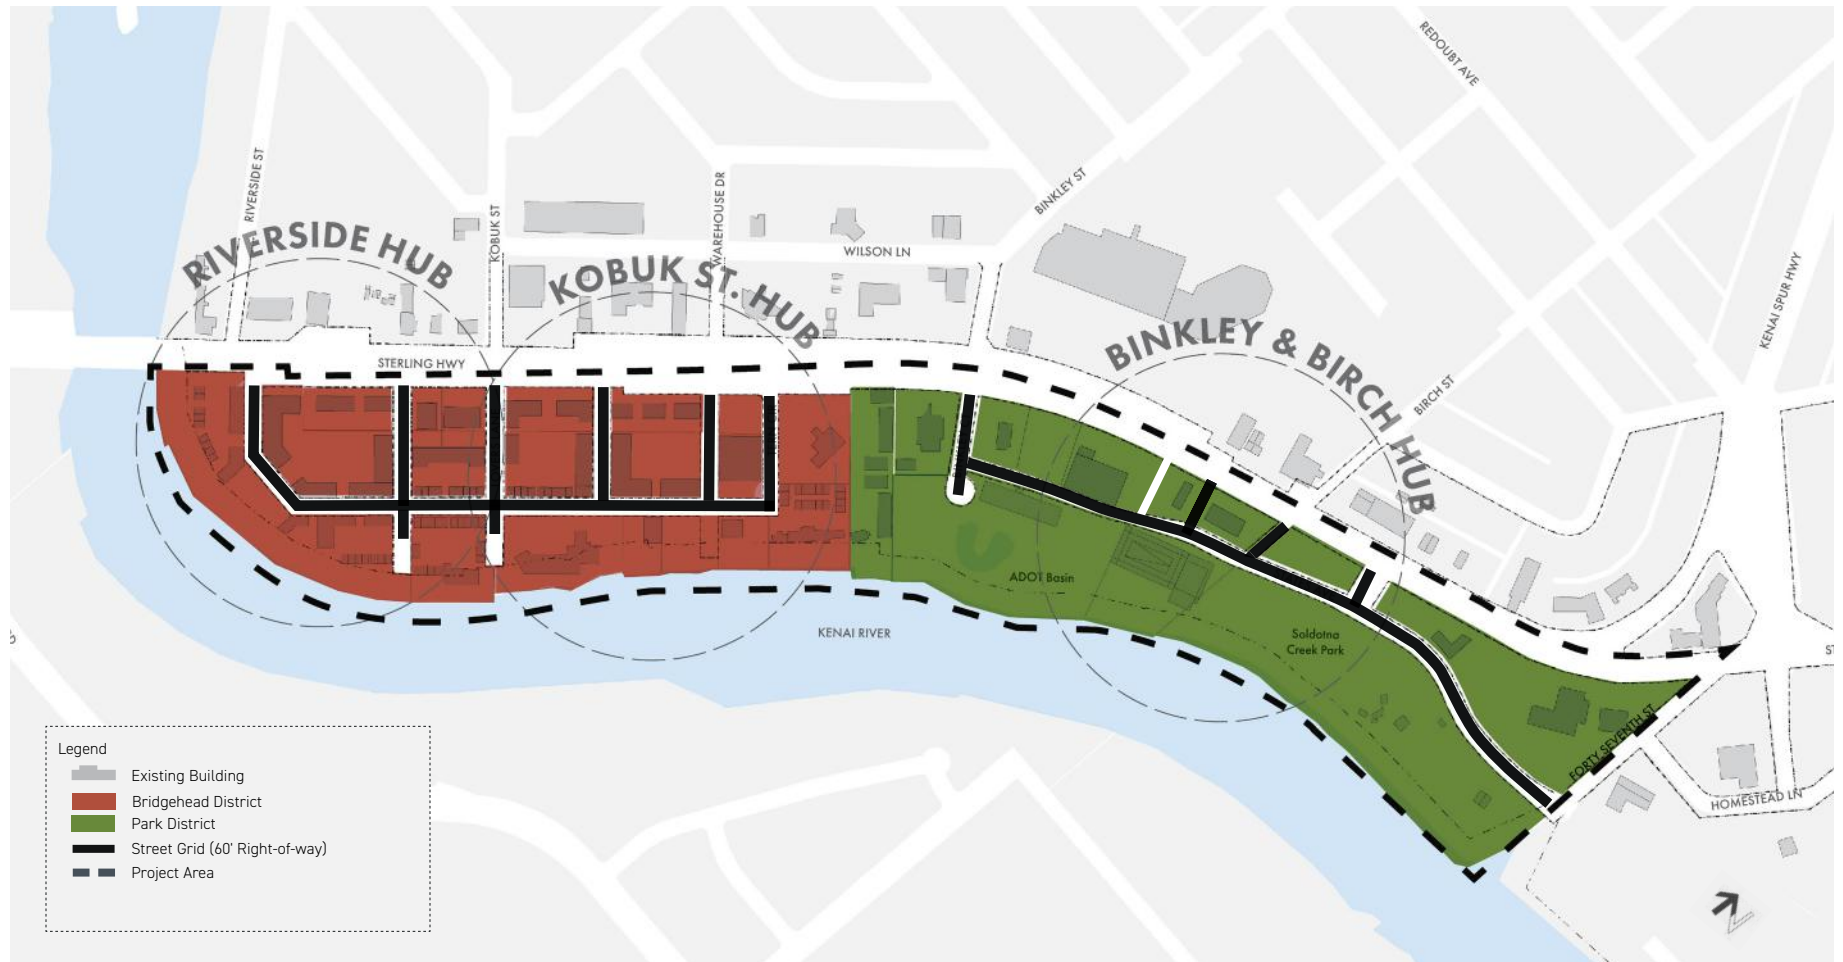 REDOUBT AVE
RIVERSIDE ST
KOBUK ST
WAREHOUSE DR
BINKLEY ST
WILSON LN
KENAI SPUR HWY
RIVERSIDE HUB
KOBUK ST. HUB
BINKLEY & BIRCH HUB
STERLING HWY
BIRCH ST
ADOT Basin
KENAI RIVER
Soldotna
Creek Park
ST
FORTY SEVENTH ST
HOMESTEAD LN
Legend
Existing Building
Bridgehead District
Park District
Street Grid (60' Right-of-way)
Project Area
N